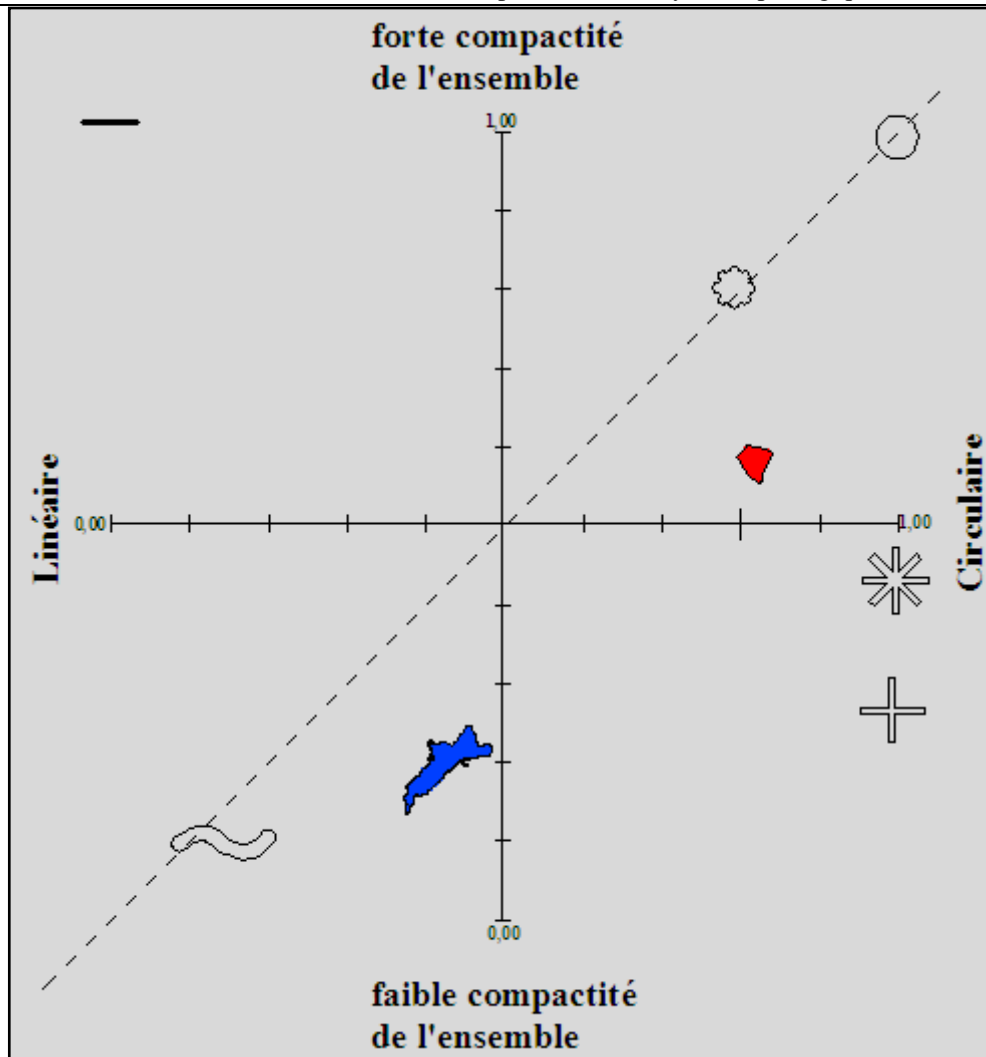 forte compactité
de l'ensemble
1,00
Linéaire
0,00
1,00
Circulaire
0,00
faible compactité
de l'ensemble